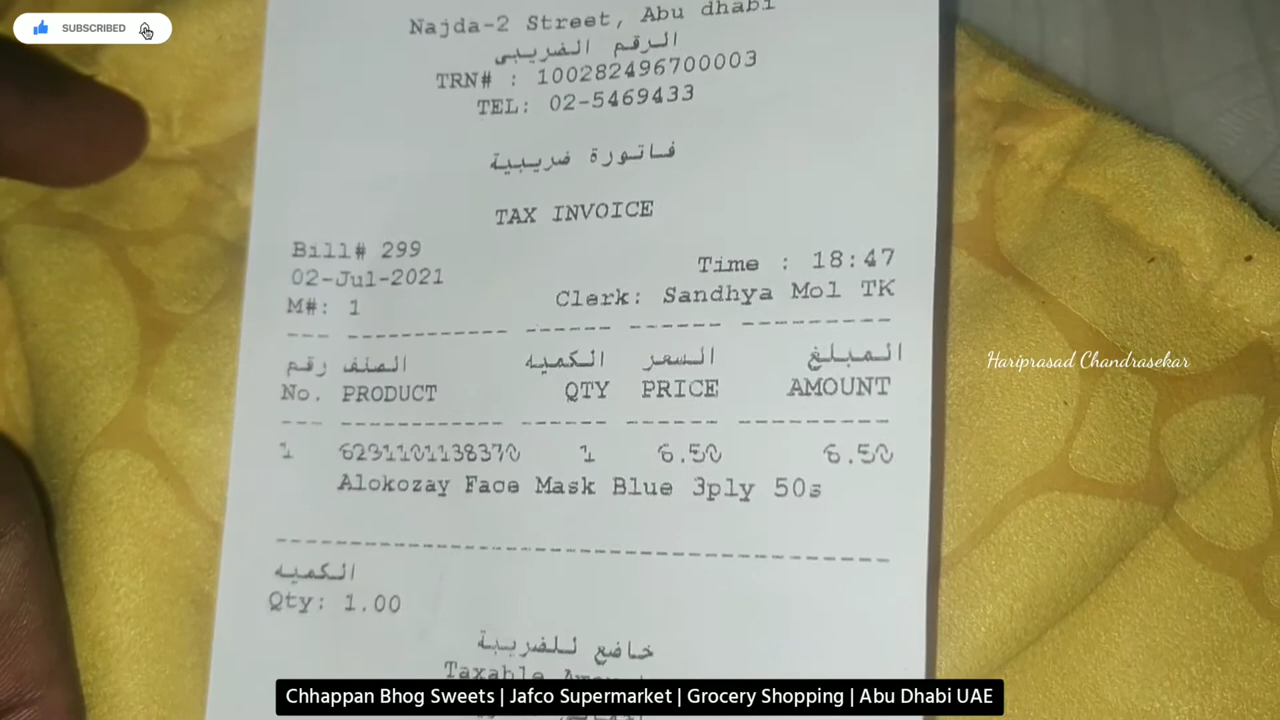 SUBSCRIBED
Najda-2 Street, Abu dhabi
الرقم الضريبى
TRN# : 100282496700003
TEL: 02-5469433
فاتورة ضريبية
TAX INVOICE
Bill# 299
02-Jul-2021
Time : 18:47
M#: 1
Clerk: Sandhya Mol TK
رقم الصنف الكميه السعر المبلغ
No. PRODUCT QTY PRICE AMOUNT
1 6291101138370 1 6.50 6.50
Alokozay Face Mask Blue 3ply 50s
الكميه
Qty: 1.00
خاضع للضريبة
Taxable
Hariprasad Chandrasekar
Chhappan Bhog Sweets | Jafco Supermarket | Grocery Shopping | Abu Dhabi UAE